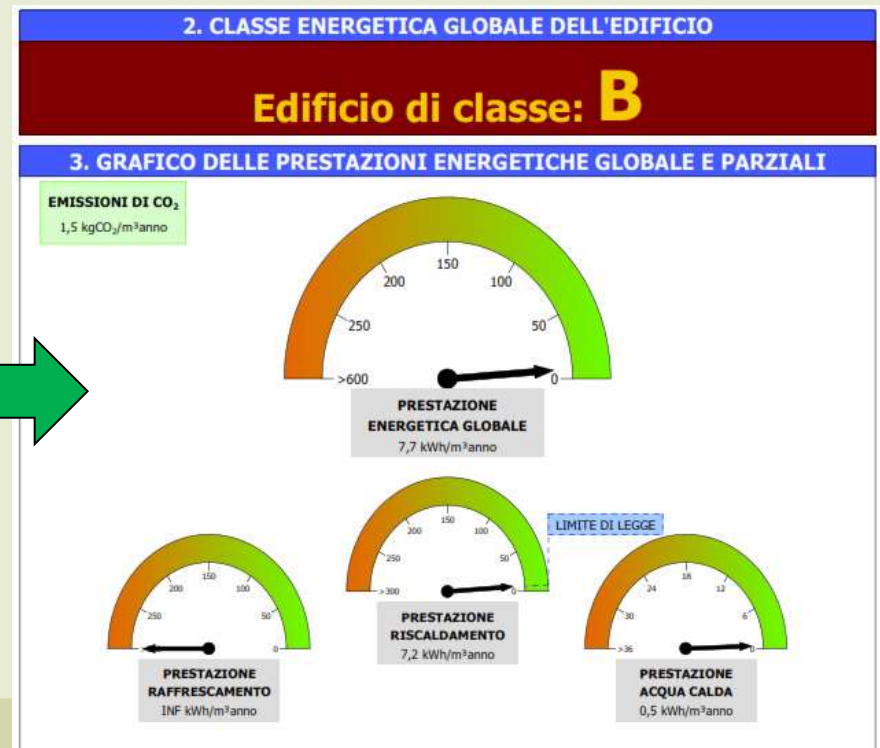 2. CLASSE ENERGETICA GLOBALE DELL'EDIFICIO
Edificio di classe: B
3. GRAFICO DELLE PRESTAZIONI ENERGETICHE GLOBALE E PARZIALI
EMISSIONI DI CO₂
1,5 kgCO₂/m³anno
150
200
100
250
50
>600
0
PRESTAZIONE
ENERGETICA GLOBALE
7,7 kWh/m³anno
150
200
100
250
50
>300
0
LIMITE DI LEGGE
PRESTAZIONE
RISCALDAMENTO
7,2 kWh/m³anno
150
200
100
250
50
0
PRESTAZIONE
RAFFRESCAMENTO
INF kWh/m³anno
18
24
12
30
6
>36
0
PRESTAZIONE
ACQUA CALDA
0,5 kWh/m³anno